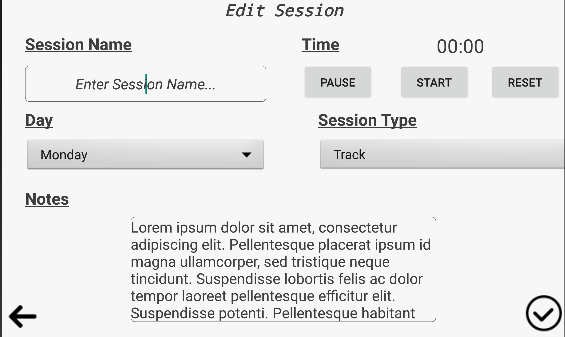 Edit Session
Session Name
Time
00:00
Enter Session Name...
PAUSE
START
RESET
Day
Session Type
Monday
Track
Notes
Lorem ipsum dolor sit amet, consectetur
adipiscing elit. Pellentesque placerat ipsum id
magna ullamcorper, sed tristique neque
tincidunt. Suspendisse lobortis felis ac dolor
tempor laoreet pellentesque efficitur elit.
Suspendisse potenti. Pellentesque habitant